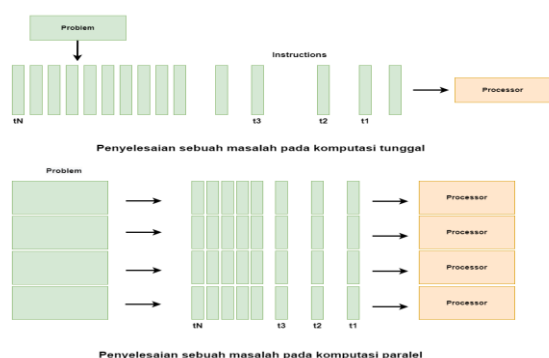 Problem
Instructions
Processor
tN t3 t2 t1
Penyelesaian sebuah masalah pada komputasi tunggal
Problem
Processor
Processor
Processor
Processor
tN t3 t2 t1
Penyelesaian sebuah masalah pada komputasi paralel